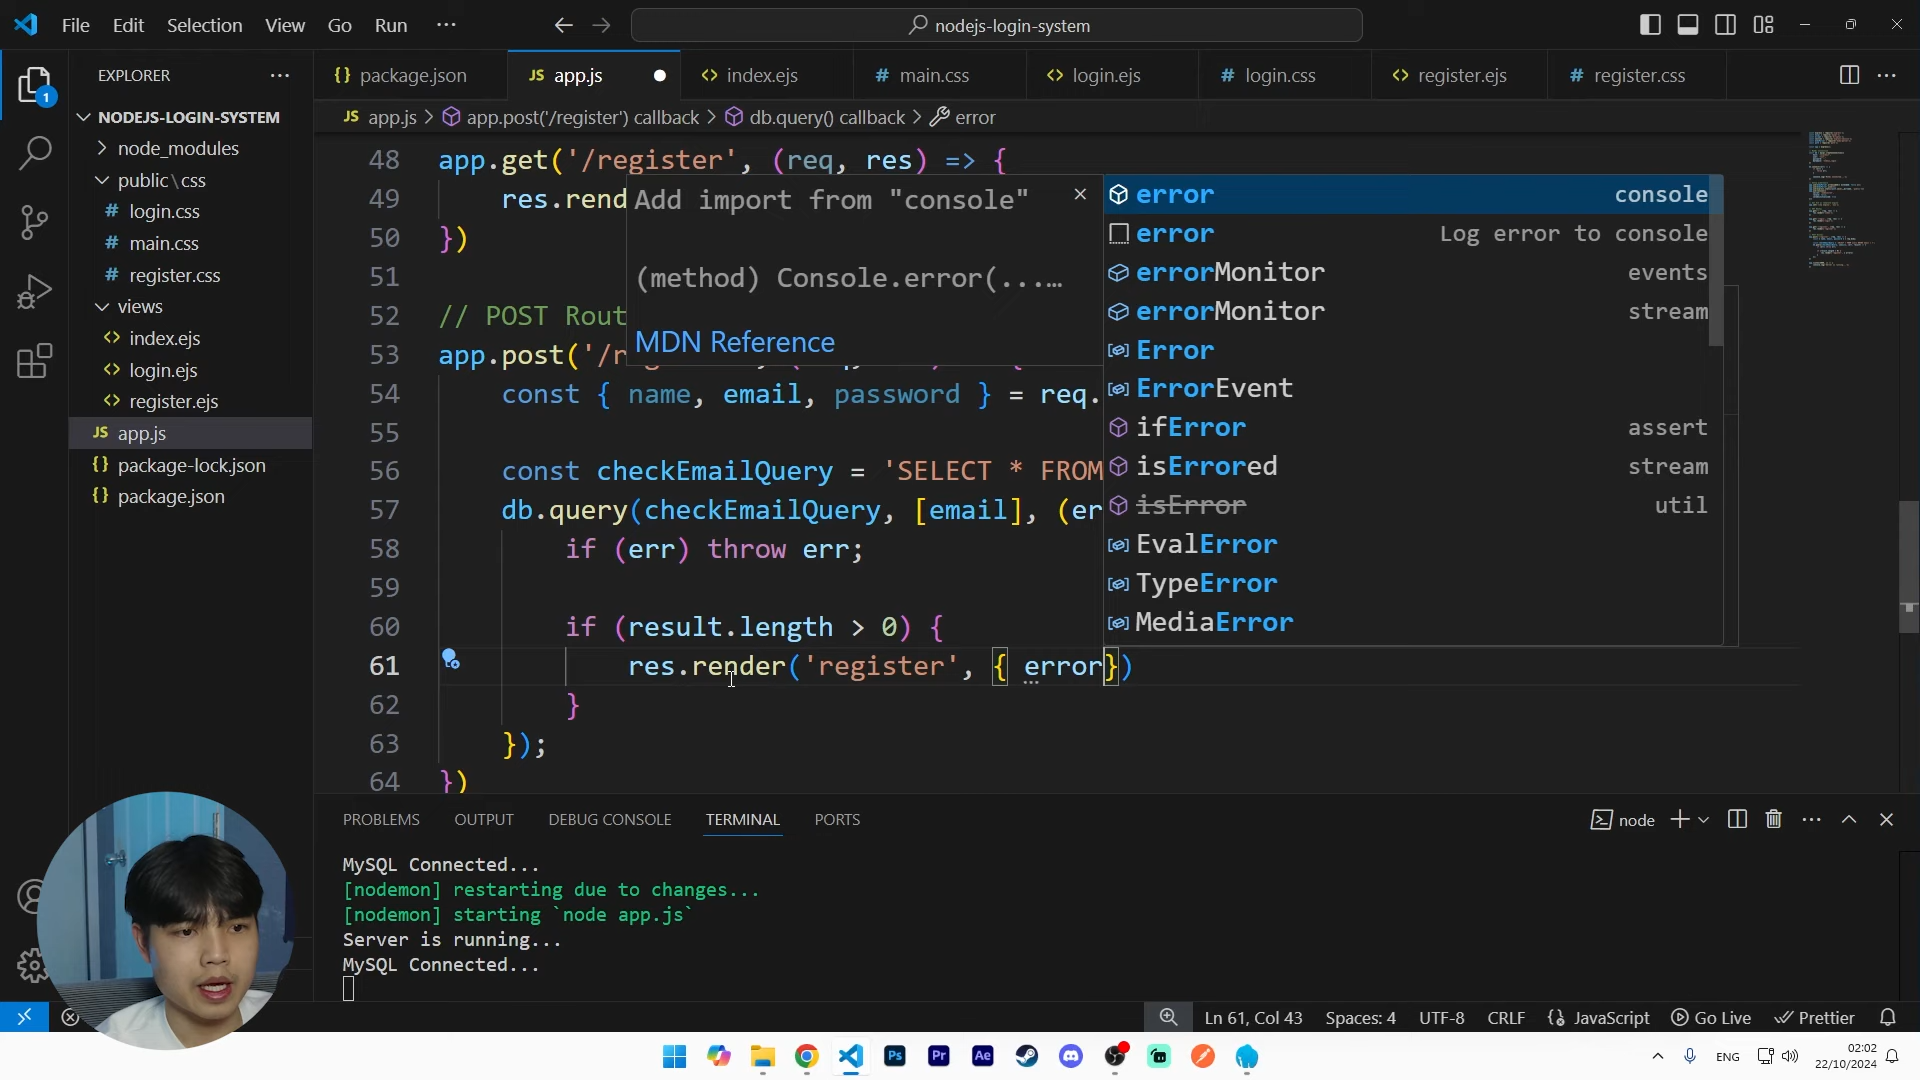 File Edit Selection View Go Run ... nodejs-login-system
EXPLORER ...
package.json app.js index.ejs main.css login.ejs login.css register.ejs register.css ...
app.js > app.post('/register') callback > db.query() callback > error
NODEJS-LOGIN-SYSTEM
node_modules
public\css
login.css
main.css
register.css
views
index.ejs
login.ejs
register.ejs
app.js
package-lock.json
package.json
48 app.get('/register', (req, res) => {
49 res.rend
50 })
51
52 // POST Rout
53 app.post('/r
54 const { name, email, password } = req.
55
56 const checkEmailQuery = 'SELECT * FROM
57 db.query(checkEmailQuery, [email], (er
58 if (err) throw err;
59
60 if (result.length > 0) {
61 res.render('register', { error})
62 }
63 });
64 })
Add import from "console"
(method) Console.error(...…
MDN Reference
error console
error Log error to console
errorMonitor events
errorMonitor stream
Error
ErrorEvent
ifError assert
isErrored stream
isError util
EvalError
TypeError
MediaError
PROBLEMS OUTPUT DEBUG CONSOLE TERMINAL PORTS node
MySQL Connected...
[nodemon] restarting due to changes...
[nodemon] starting `node app.js`
Server is running...
MySQL Connected...
Ln 61, Col 43 Spaces: 4 UTF-8 CRLF JavaScript Go Live Prettier
1
Ps Pr Ae
ENG
02:02
22/10/2024